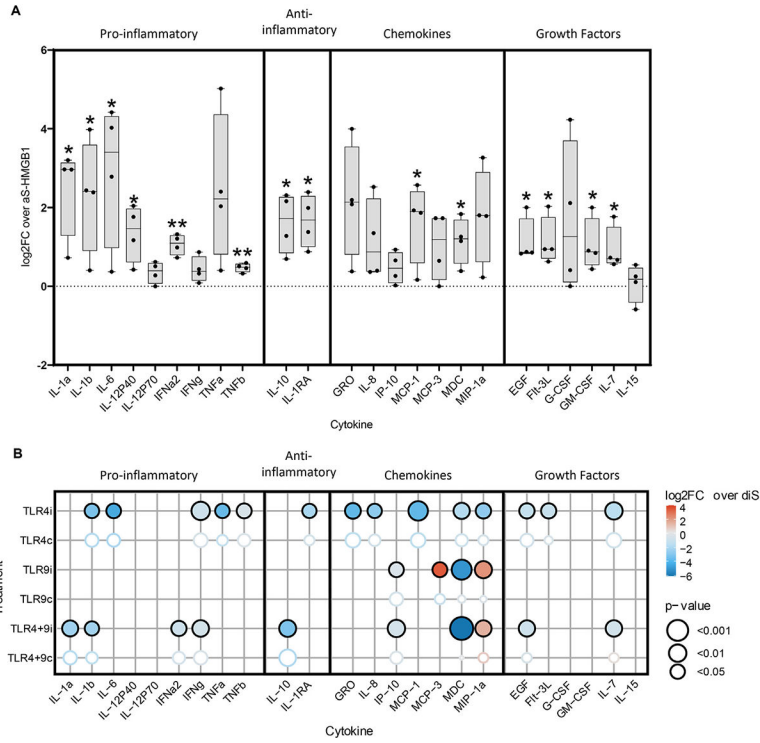 A
Pro-inflammatory
Anti-
inflammatory
Chemokines
Growth Factors
log2FC over aS-HMGB1
6
4
2
0
-2
* * * * ** **
* *
* *
* * * *
IL-1a IL-1b IL-6 IL-12P40 IL-12P70 IFNa2 IFNg TNFa TNFb IL-10 IL-1RA GRO IL-8 IP-10 MCP-1 MCP-3 MDC MIP-1a EGF Flt-3L G-CSF GM-CSF IL-7 IL-15
Cytokine
B
Pro-inflammatory
Anti-
inflammatory
Chemokines
Growth Factors
TLR4i
TLR4c
TLR9i
TLR9c
TLR4+9i
TLR4+9c
IL-1a IL-1b IL-6 IL-12P40 IL-12P70 IFNa2 IFNg TNFa TNFb IL-10 IL-1RA GRO IL-8 IP-10 MCP-1 MCP-3 MDC MIP-1a EGF Flt-3L G-CSF GM-CSF IL-7 IL-15
Cytokine
log2FC over diS
4
2
0
−2
−4
−6
p−value
<0.001
<0.01
<0.05